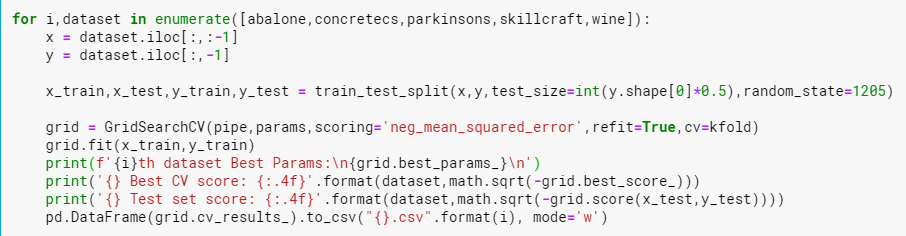 for i,dataset in enumerate([abalone,concretecs,parkinsons,skillcraft,wine]):
    x = dataset.iloc[:,:-1]
    y = dataset.iloc[:,-1]

    x_train,x_test,y_train,y_test = train_test_split(x,y,test_size=int(y.shape[0]*0.5),random_state=1205)

    grid = GridSearchCV(pipe,params,scoring='neg_mean_squared_error',refit=True,cv=kfold)
    grid.fit(x_train,y_train)
    print(f'{i}th dataset Best Params:\n{grid.best_params_}\n')
    print('{} Best CV score: {:.4f}'.format(dataset,math.sqrt(-grid.best_score_)))
    print('{} Test set score: {:.4f}'.format(dataset,math.sqrt(-grid.score(x_test,y_test))))
    pd.DataFrame(grid.cv_results_).to_csv("{}.csv".format(i), mode='w')